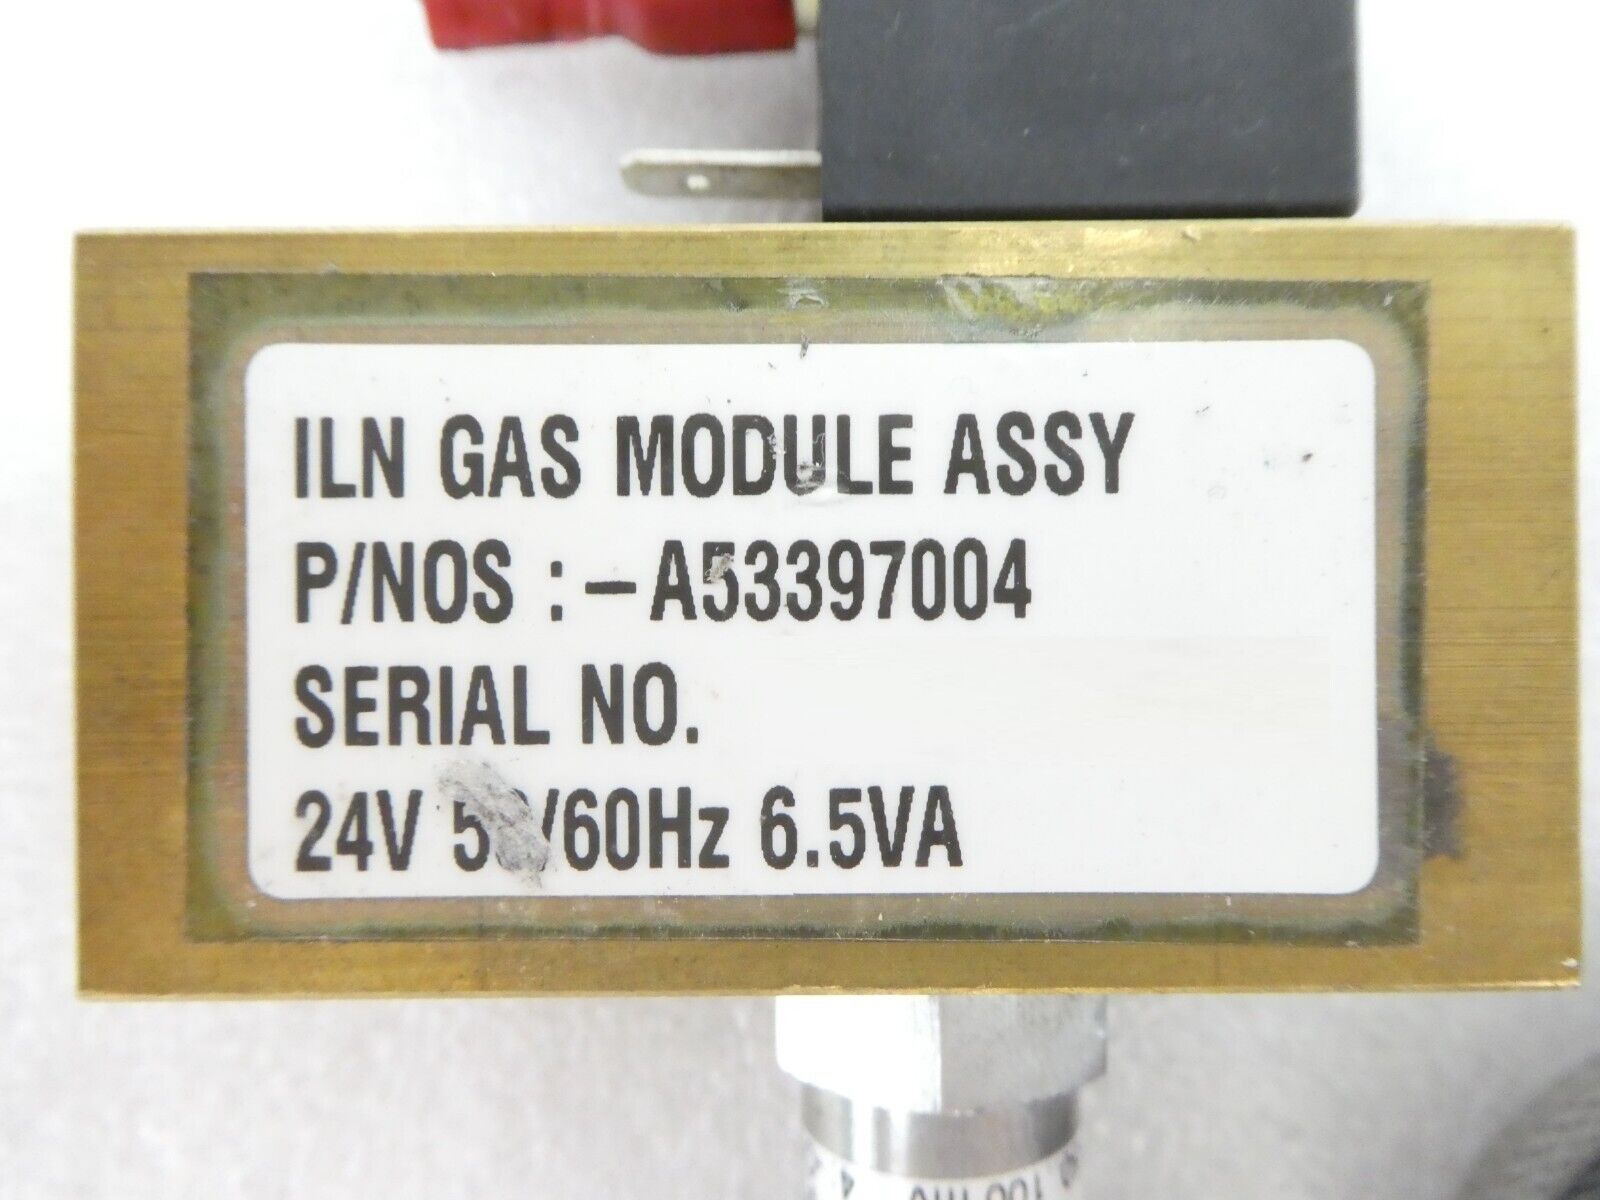 ILN GAS MODULE ASSY
P/NOS : -A53397004
SERIAL NO.
24V 50/60Hz 6.5VA